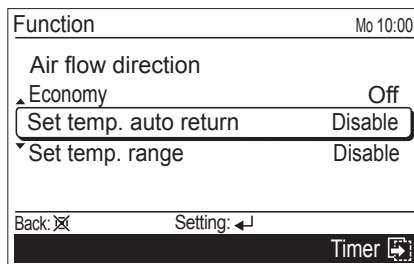 Function Mo 10:00
Air flow direction
Economy Off
Set temp. auto return Disable
Set temp. range Disable
Back: Setting:
Timer